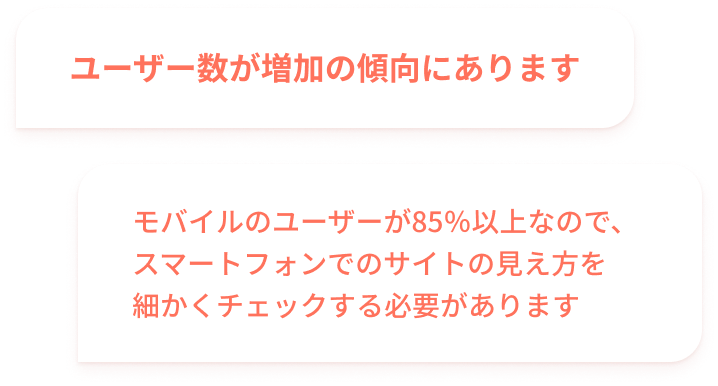 ユーザー数が増加の傾向にあります
モバイルのユーザーが85%以上なので、
スマートフォンでのサイトの見え方を
細かくチェックする必要があります